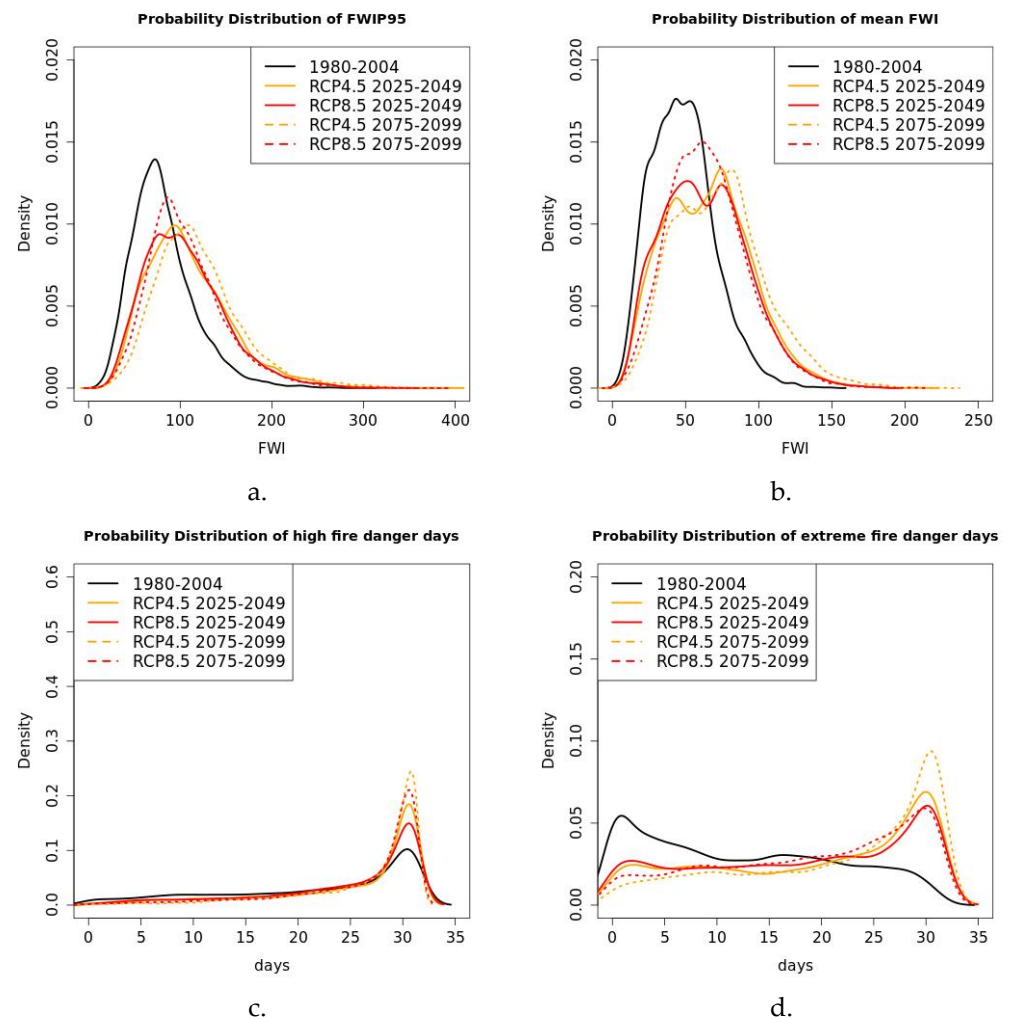 Probability Distribution of FWIP95
0.000 0.005 0.010 0.015 0.020
Density
1980-2004
RCP4.5 2025-2049
RCP8.5 2025-2049
RCP4.5 2075-2099
RCP8.5 2075-2099
0 100 200 300 400
FWI
a.
Probability Distribution of mean FWI
0.000 0.005 0.010 0.015 0.020
Density
1980-2004
RCP4.5 2025-2049
RCP8.5 2025-2049
RCP4.5 2075-2099
RCP8.5 2075-2099
0 50 100 150 200 250
FWI
b.
Probability Distribution of high fire danger days
0.0 0.1 0.2 0.3 0.4 0.5 0.6
Density
1980-2004
RCP4.5 2025-2049
RCP8.5 2025-2049
RCP4.5 2075-2099
RCP8.5 2075-2099
0 5 10 15 20 25 30 35
days
c.
Probability Distribution of extreme fire danger days
0.00 0.05 0.10 0.15 0.20
Density
1980-2004
RCP4.5 2025-2049
RCP8.5 2025-2049
RCP4.5 2075-2099
RCP8.5 2075-2099
0 5 10 15 20 25 30 35
days
d.